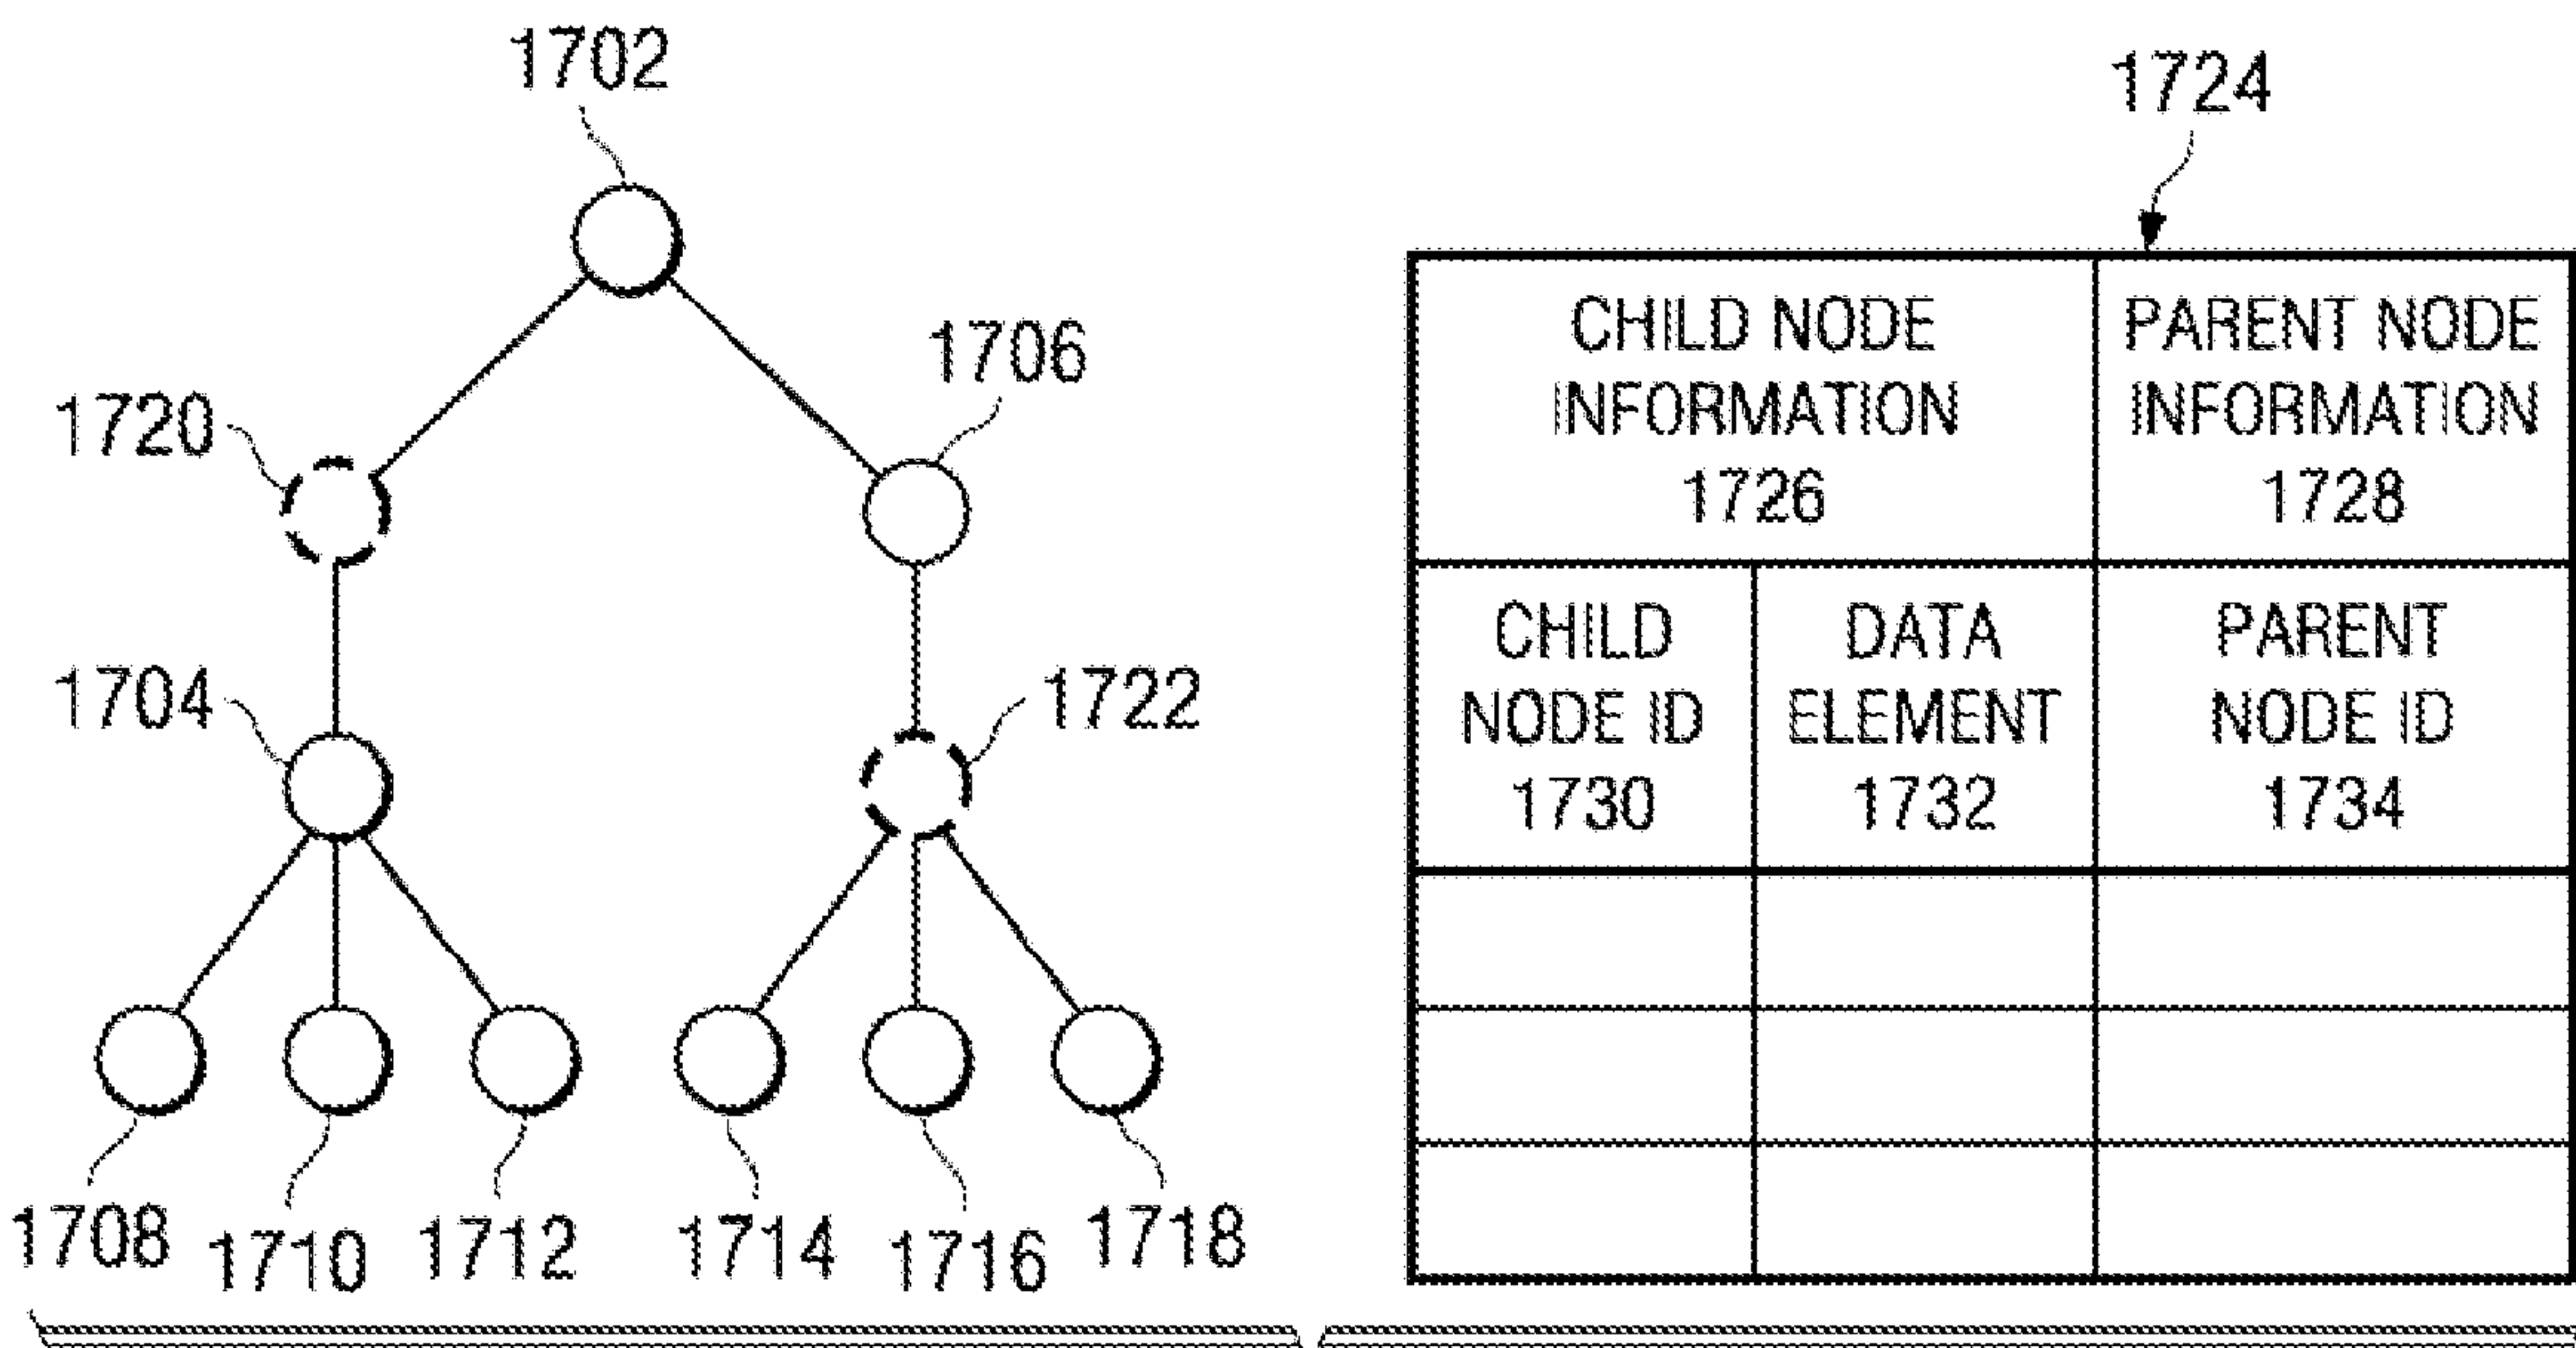 1702
1724
1706
1720
1704
1722
1708
1710
1712
1714
1716
1718
CHILD NODE
INFORMATION
1726
PARENT NODE
INFORMATION
1728
CHILD
NODE ID
1730
DATA
ELEMENT
1732
PARENT
NODE ID
1734